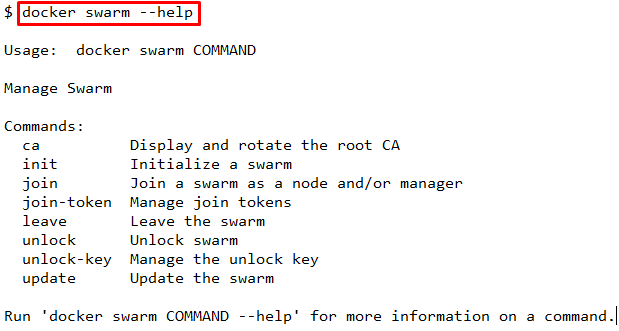 $ docker swarm --help
Usage:  docker swarm COMMAND
Manage Swarm
Commands:
  ca          Display and rotate the root CA
  init        Initialize a swarm
  join        Join a swarm as a node and/or manager
  join-token  Manage join tokens
  leave       Leave the swarm
  unlock      Unlock swarm
  unlock-key  Manage the unlock key
  update      Update the swarm
Run 'docker swarm COMMAND --help' for more information on a command.